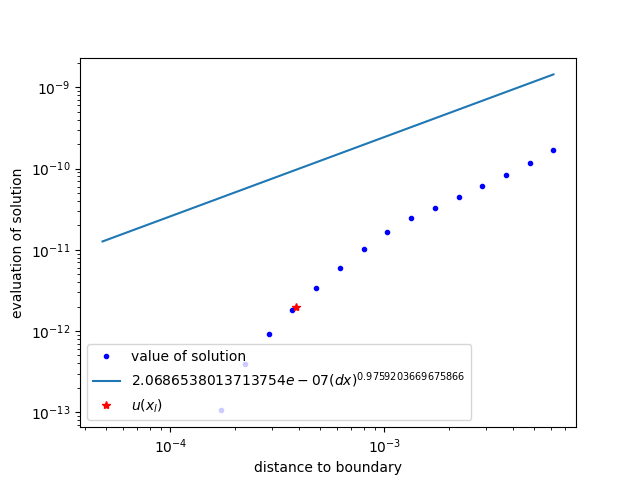 10⁻⁹
10⁻¹⁰
10⁻¹¹
10⁻¹²
10⁻¹³
evaluation of solution
value of solution
2.0686538013713754e − 07(dx)^0.9759203669675866
u(x_l)
10⁻⁴ 10⁻³
distance to boundary